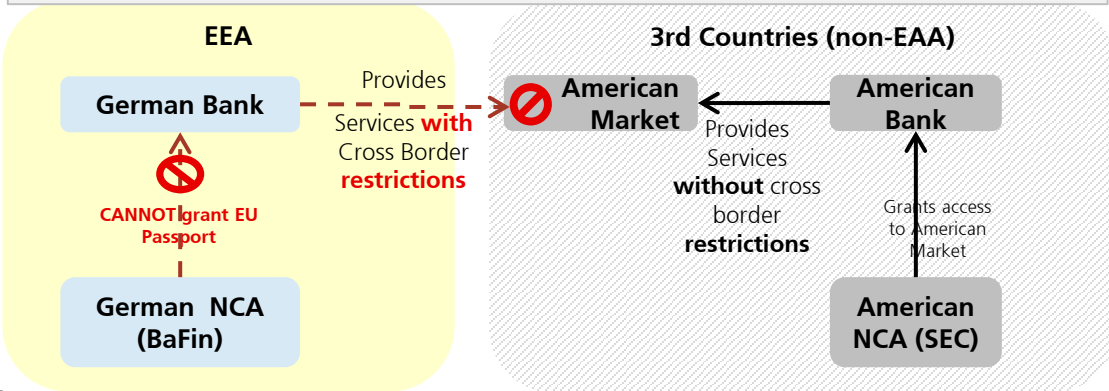 EEA
3rd Countries (non-EAA)
German Bank
Provides
Services with
Cross Border
restrictions
American
Market
American
Bank
Provides
Services
without cross
border
restrictions
CANNOT grant EU
Passport
Grants access
to American
Market
German NCA
(BaFin)
American
NCA (SEC)